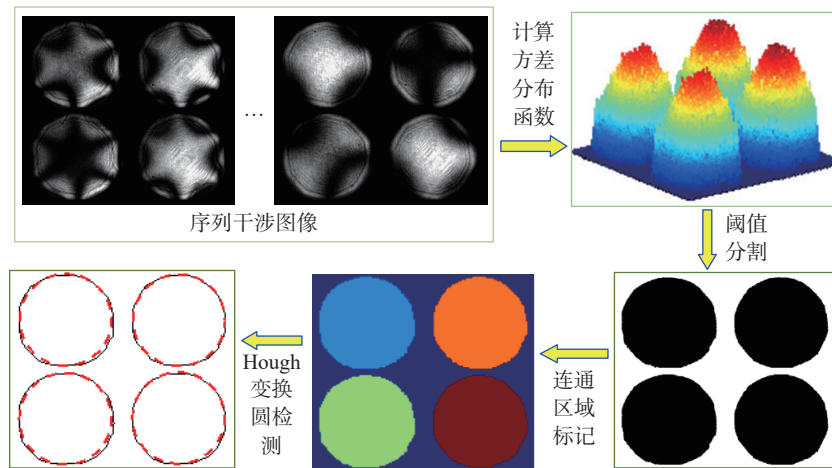 …
序列干涉图像
计算
方差
分布
函数
阈值
分割
连通
区域
标记
Hough
变换
圆检
测